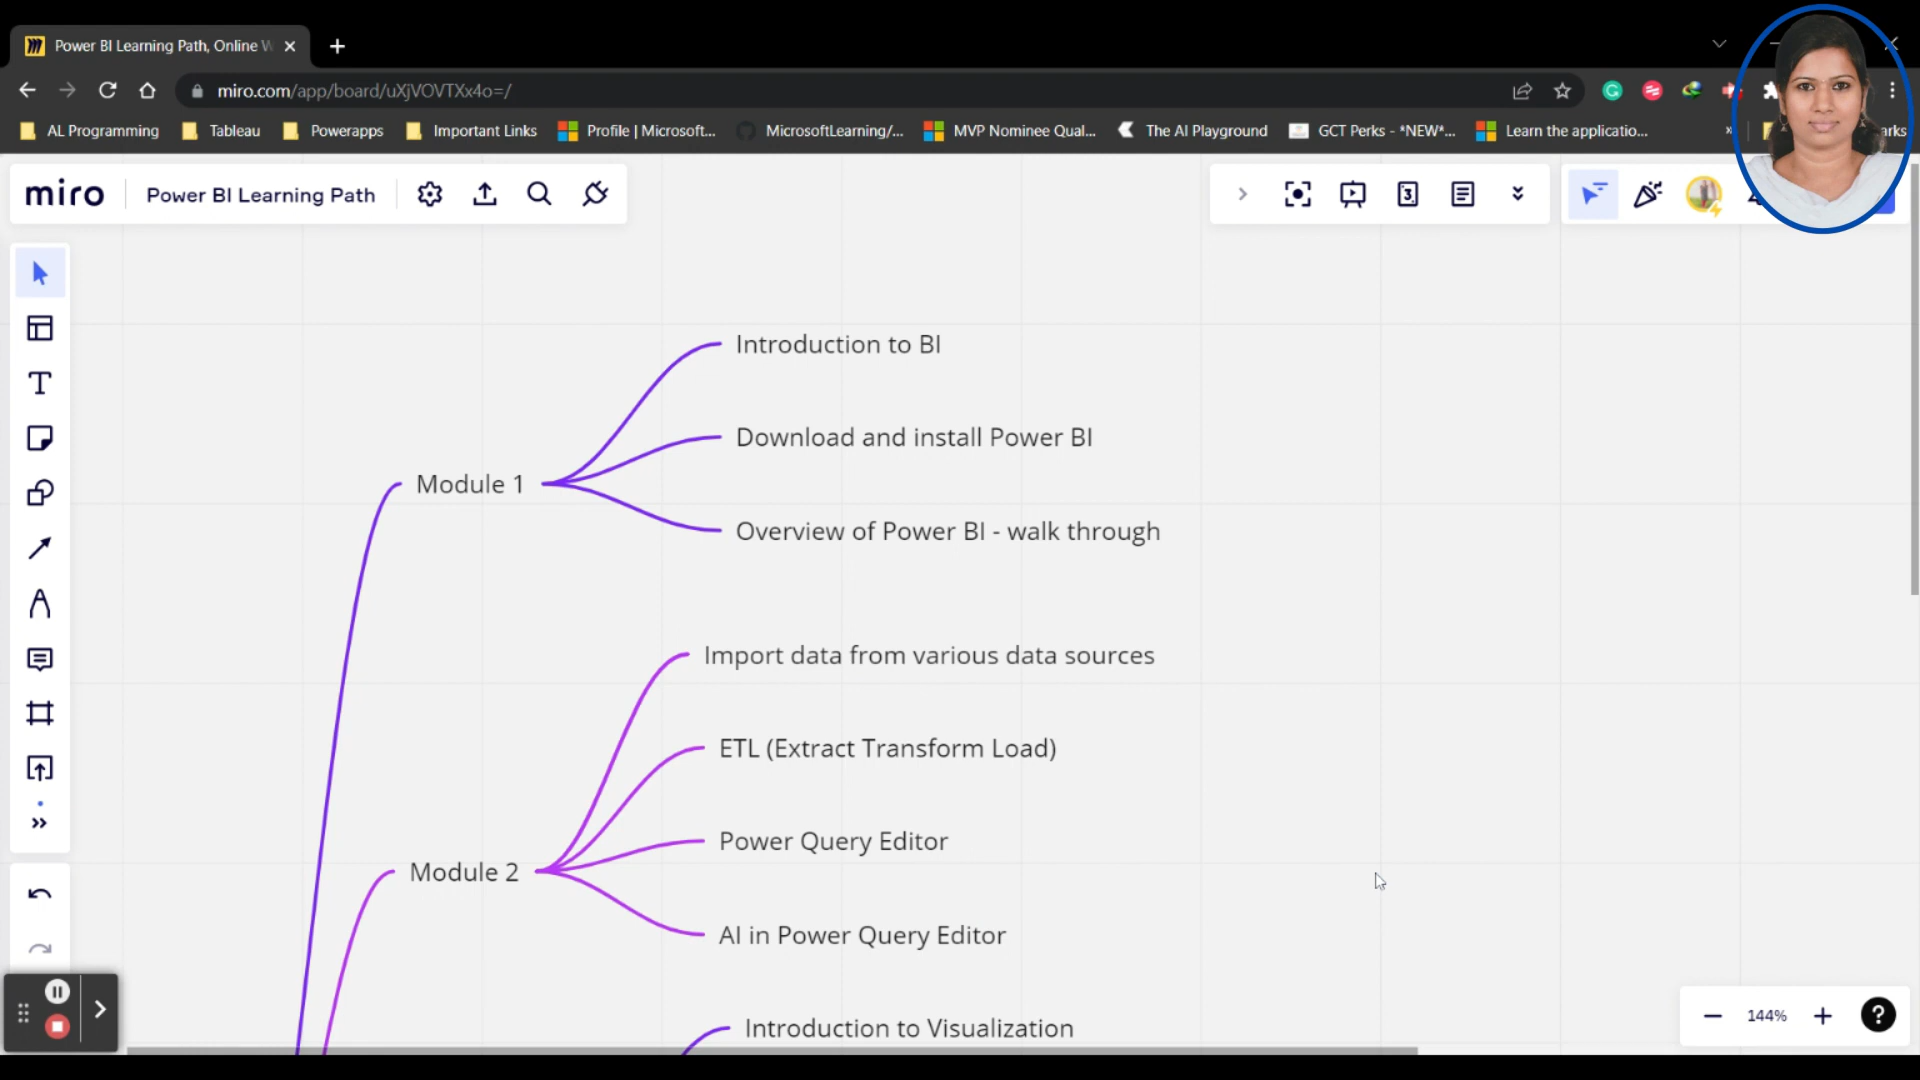 Power BI Learning Path, Online W
miro.com/app/board/uXjVOVTXx4o=/
AL Programming
Tableau
Powerapps
Important Links
Profile | Microsoft...
MicrosoftLearning/...
MVP Nominee Qual...
The AI Playground
GCT Perks - *NEW*...
Learn the applicatio...
»
arks
miro
Power BI Learning Path
3
Introduction to BI
Download and install Power BI
Module 1
Overview of Power BI - walk through
Import data from various data sources
ETL (Extract Transform Load)
Power Query Editor
Module 2
AI in Power Query Editor
Introduction to Visualization
144%
?